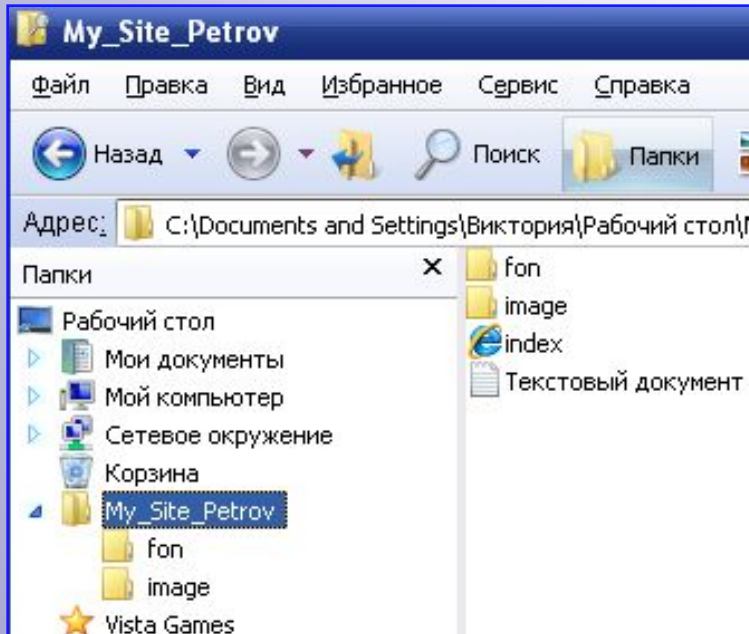 My_Site_Petrov
Файл Правка Вид Избранное Сервис Справка
Назад Поиск Папки
Адрес: C:\Documents and Settings\Виктория\Рабочий стол\
Папки
Рабочий стол
Мои документы
Мой компьютер
Сетевое окружение
Корзина
My_Site_Petrov
fon
image
Vista Games
fon
image
index
Текстовый документ